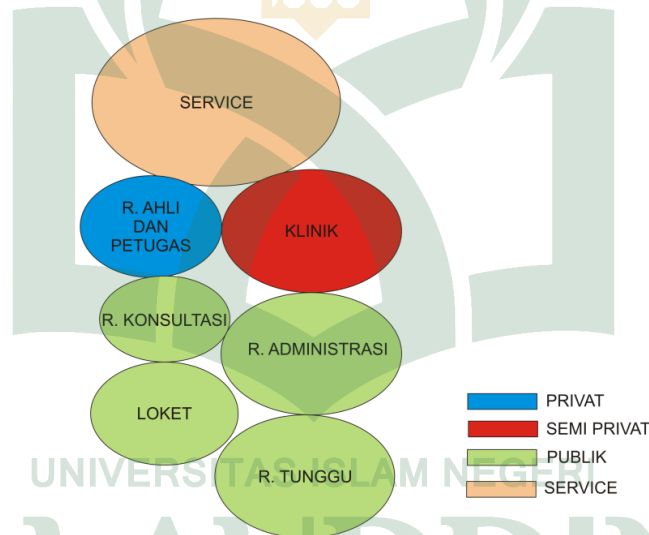 SERVICE
R. AHLI
DAN
PETUGAS
KLINIK
R. KONSULTASI
R. ADMINISTRASI
LOKET
R. TUNGGU
PRIVAT
SEMI PRIVAT
PUBLIK
SERVICE
UNIVERSITAS ISLAM NEGERI